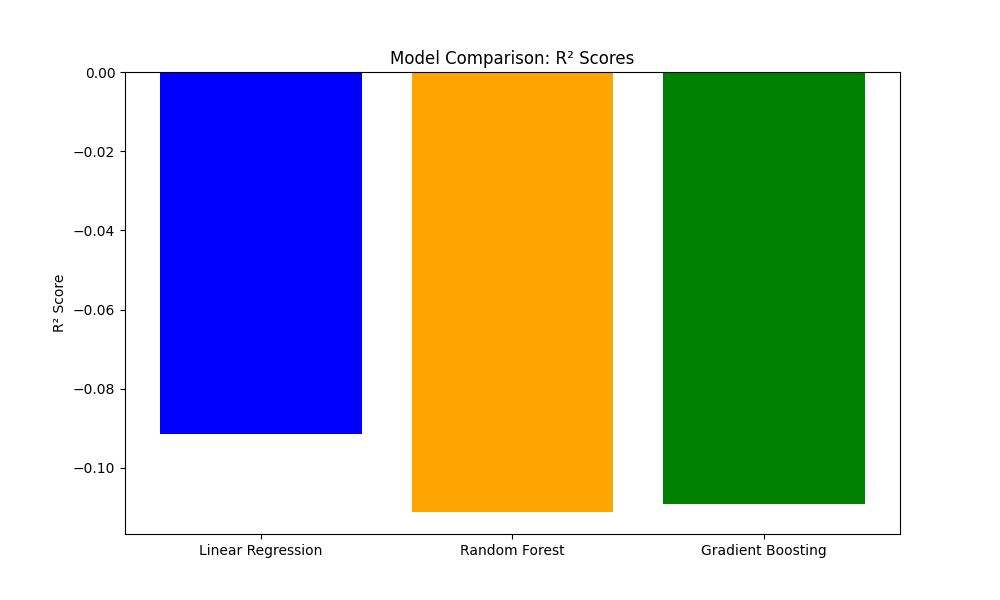 Model Comparison: R² Scores
R² Score
0.00
−0.02
−0.04
−0.06
−0.08
−0.10
Linear Regression
Random Forest
Gradient Boosting